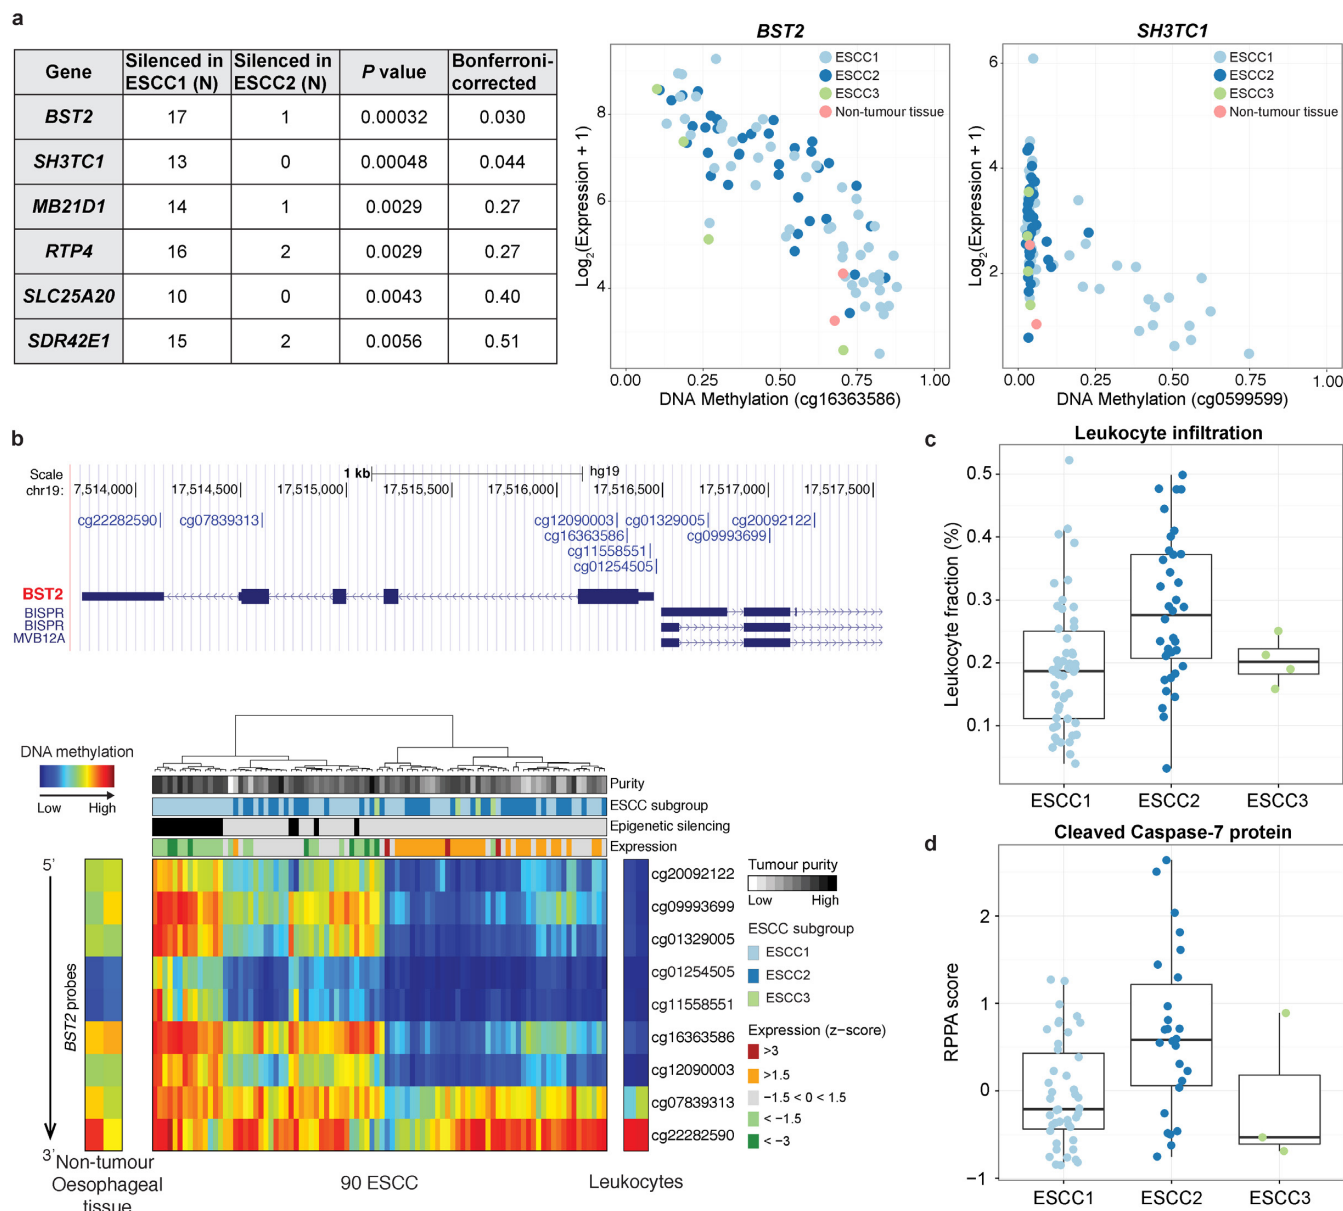 a
Gene Silenced in ESCC1 (N) Silenced in ESCC2 (N) P value Bonferroni-corrected
BST2 17 1 0.00032 0.030
SH3TC1 13 0 0.00048 0.044
MB21D1 14 1 0.0029 0.27
RTP4 16 2 0.0029 0.27
SLC25A20 10 0 0.0043 0.40
SDR42E1 15 2 0.0056 0.51
BST2
ESCC1
ESCC2
ESCC3
Non-tumour tissue
Log2(Expression + 1)
8
6
4
0.00 0.25 0.50 0.75 1.00
DNA Methylation (cg16363586)
SH3TC1
ESCC1
ESCC2
ESCC3
Non-tumour tissue
Log2(Expression + 1)
6
4
2
0.00 0.25 0.50 0.75 1.00
DNA Methylation (cg0599599)
b
Scale 1 kb hg19
chr19: 7,514,000 17,514,500 17,515,000 17,515,500 17,516,000 17,516,500 17,517,000 17,517,500
cg22282590 cg07839313 cg12090003 cg01329005 cg20092122
cg16363586 cg09993699
cg11558551
cg01254505
BST2
BISPR
BISPR
MVB12A
DNA methylation
Low High
Purity
ESCC subgroup
Epigenetic silencing
Expression
5'
BST2 probes
3'
cg20092122
cg09993699
cg01329005
cg01254505
cg11558551
cg16363586
cg12090003
cg07839313
cg22282590
Non-tumour
Oesophageal
tissue
90 ESCC
Leukocytes
Tumour purity
Low High
ESCC subgroup
ESCC1
ESCC2
ESCC3
Expression (z-score)
>3
>1.5
−1.5 < 0 < 1.5
< −1.5
< −3
c
Leukocyte infiltration
Leukocyte fraction (%)
0.5
0.4
0.3
0.2
0.1
ESCC1 ESCC2 ESCC3
d
Cleaved Caspase-7 protein
RPPA score
2
1
0
−1
ESCC1 ESCC2 ESCC3